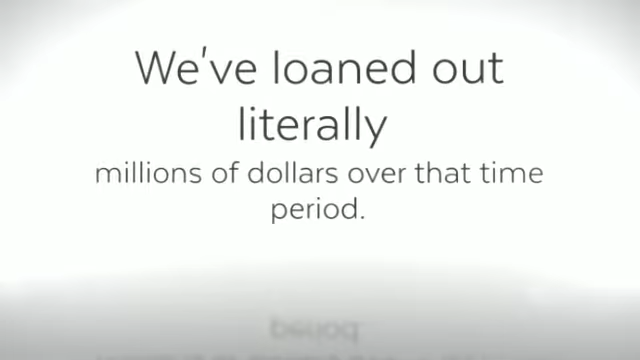 We've loaned out
literally
millions of dollars over that time
period.